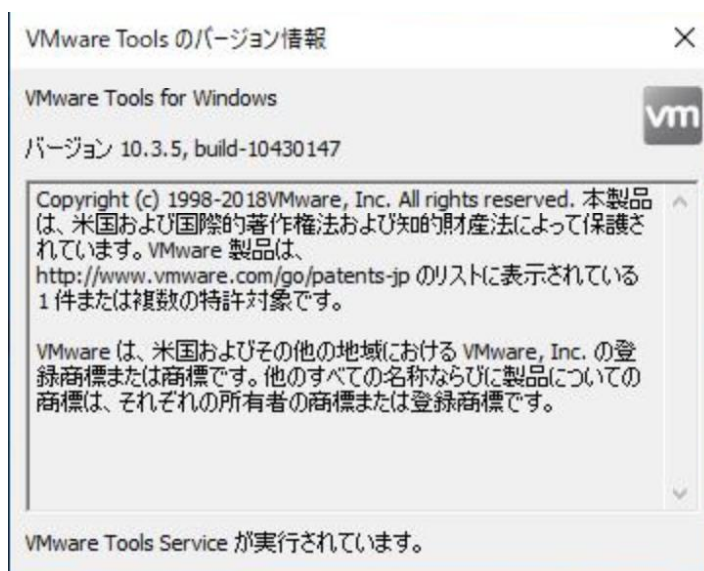 VMware Tools のバージョン情報
VMware Tools for Windows
vm
バージョン 10.3.5, build-10430147
Copyright (c) 1998-2018VMware, Inc. All rights reserved. 本製品
は、米国および国際的著作権法および知的財産法によって保護さ
れています。VMware 製品は、
http://www.vmware.com/go/patents-jp のリストに表示されている
1 件または複数の特許対象です。
VMware は、米国およびその他の地域における VMware, Inc. の登
録商標または商標です。他のすべての名称ならびに製品についての
商標は、それぞれの所有者の商標または登録商標です。
VMware Tools Service が実行されています。